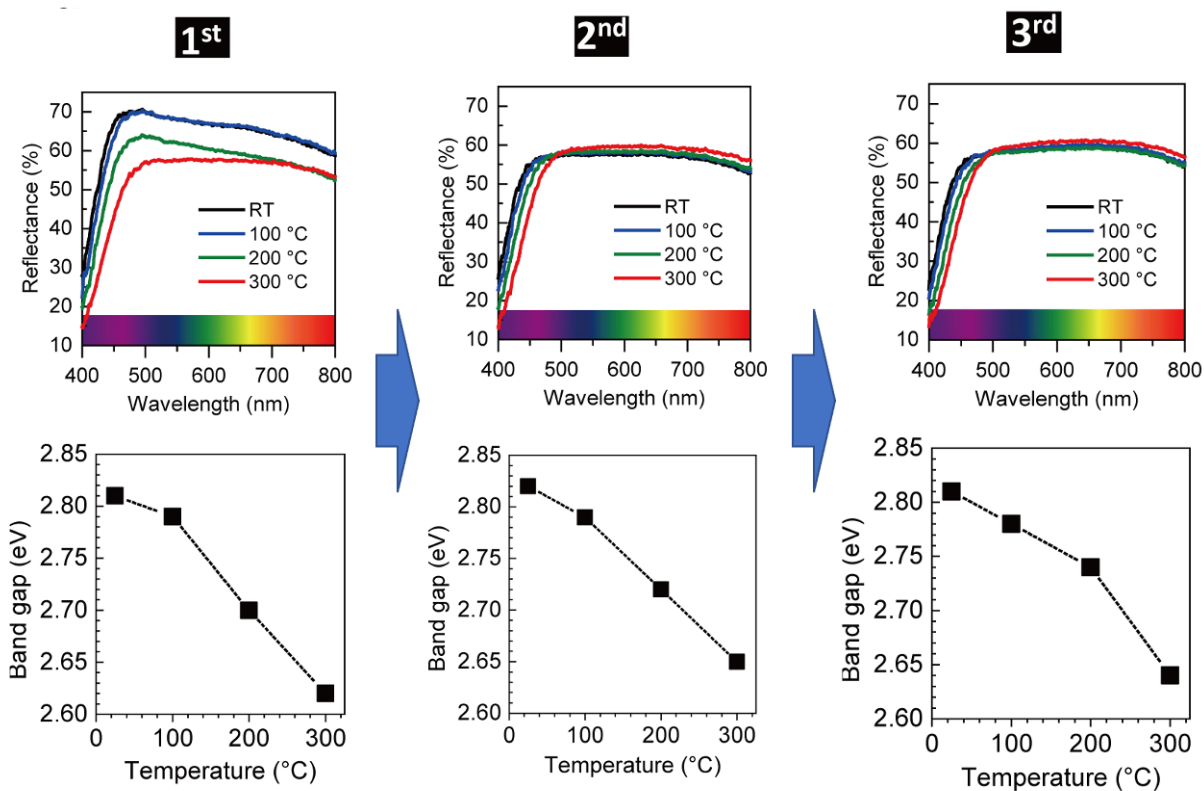 1st
2nd
3rd
Reflectance (%)
70
60
50
40
30
20
10
RT
100 °C
200 °C
300 °C
400 500 600 700 800
Wavelength (nm)
Reflectance (%)
70
60
50
40
30
20
10
RT
100 °C
200 °C
300 °C
400 500 600 700 800
Wavelength (nm)
Reflectance (%)
70
60
50
40
30
20
10
RT
100 °C
200 °C
300 °C
400 500 600 700 800
Wavelength (nm)
Band gap (eV)
2.85
2.80
2.75
2.70
2.65
2.60
0 100 200 300
Temperature (°C)
Band gap (eV)
2.85
2.80
2.75
2.70
2.65
2.60
0 100 200 300
Temperature (°C)
Band gap (eV)
2.85
2.80
2.75
2.70
2.65
2.60
0 100 200 300
Temperature (°C)